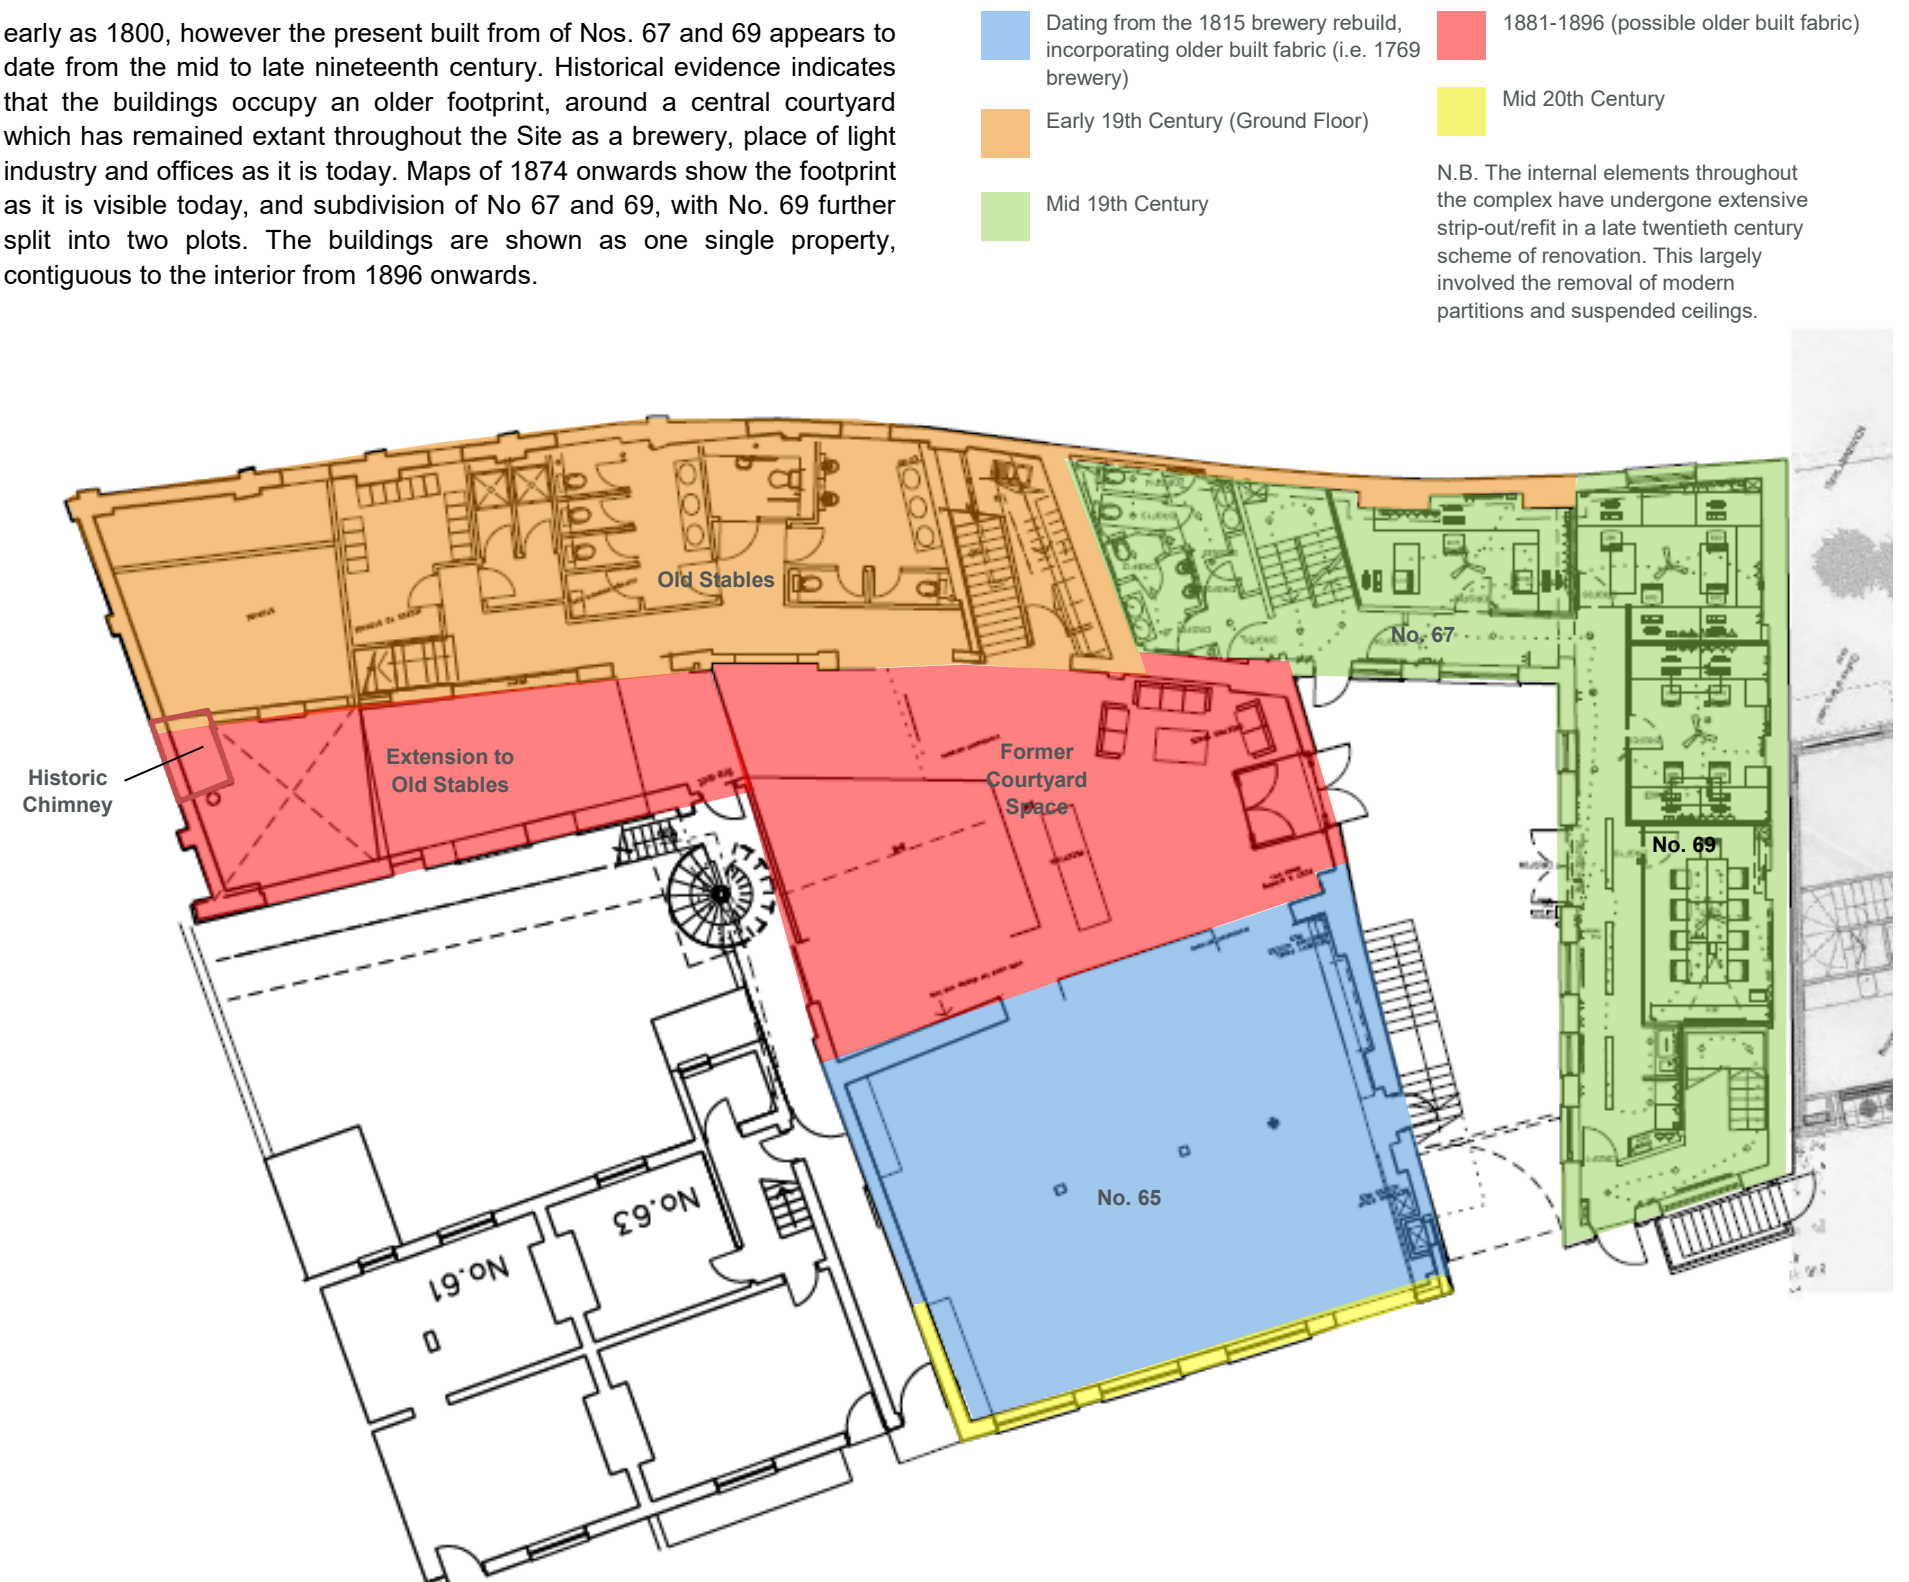 early as 1800, however the present built from of Nos. 67 and 69 appears to
date from the mid to late nineteenth century. Historical evidence indicates
that the buildings occupy an older footprint, around a central courtyard
which has remained extant throughout the Site as a brewery, place of light
industry and offices as it is today. Maps of 1874 onwards show the footprint
as it is visible today, and subdivision of No 67 and 69, with No. 69 further
split into two plots. The buildings are shown as one single property,
contiguous to the interior from 1896 onwards.
Dating from the 1815 brewery rebuild,
incorporating older built fabric (i.e. 1769
brewery)
Early 19th Century (Ground Floor)
Mid 19th Century
1881-1896 (possible older built fabric)
Mid 20th Century
N.B. The internal elements throughout
the complex have undergone extensive
strip-out/refit in a late twentieth century
scheme of renovation. This largely
involved the removal of modern
partitions and suspended ceilings.
Old Stables
No. 67
Extension to
Old Stables
Former
Courtyard
Space
Historic
Chimney
No. 69
No. 65
No.63
No.61